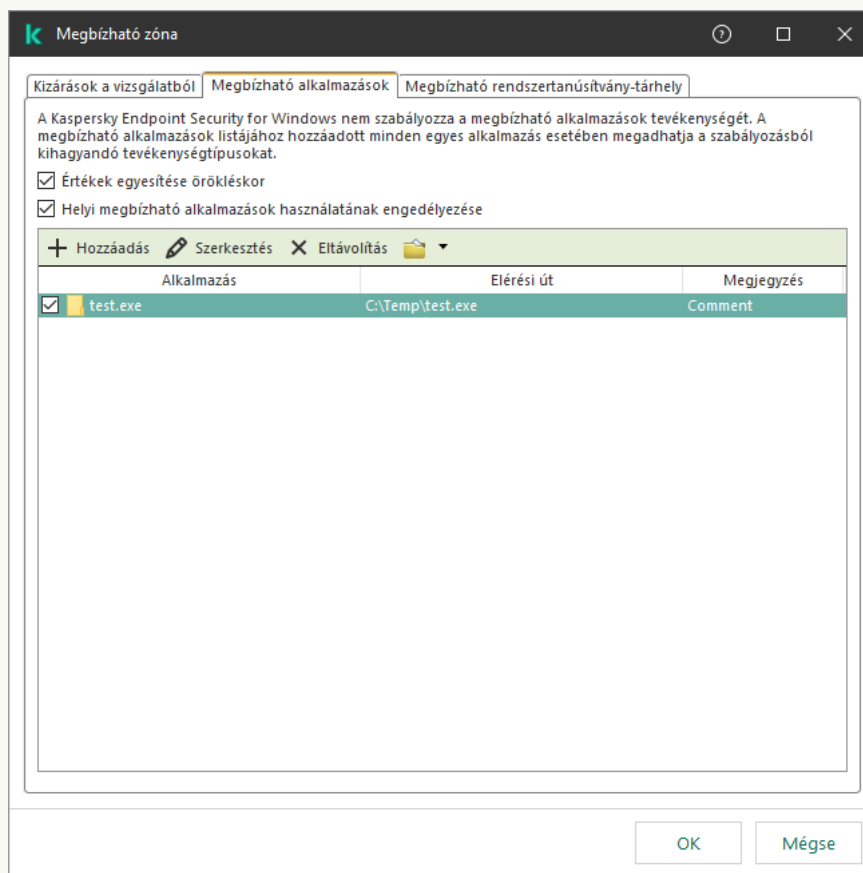 Megbízható zóna
Kizárások a vizsgálatból Megbízható alkalmazások Megbízható rendszertanúsítvány-tárhely
A Kaspersky Endpoint Security for Windows nem szabályozza a megbízható alkalmazások tevékenységét. A
megbízható alkalmazások listájához hozzáadott minden egyes alkalmazás esetében megadhatja a szabályozásból
kihagyandó tevékenységtípusokat.
Értékek egyesítése örökléskor
Helyi megbízható alkalmazások használatának engedélyezése
Hozzáadás Szerkesztés Eltávolítás
Alkalmazás Elérési út Megjegyzés
test.exe C:\Temp\test.exe Comment
OK Mégse